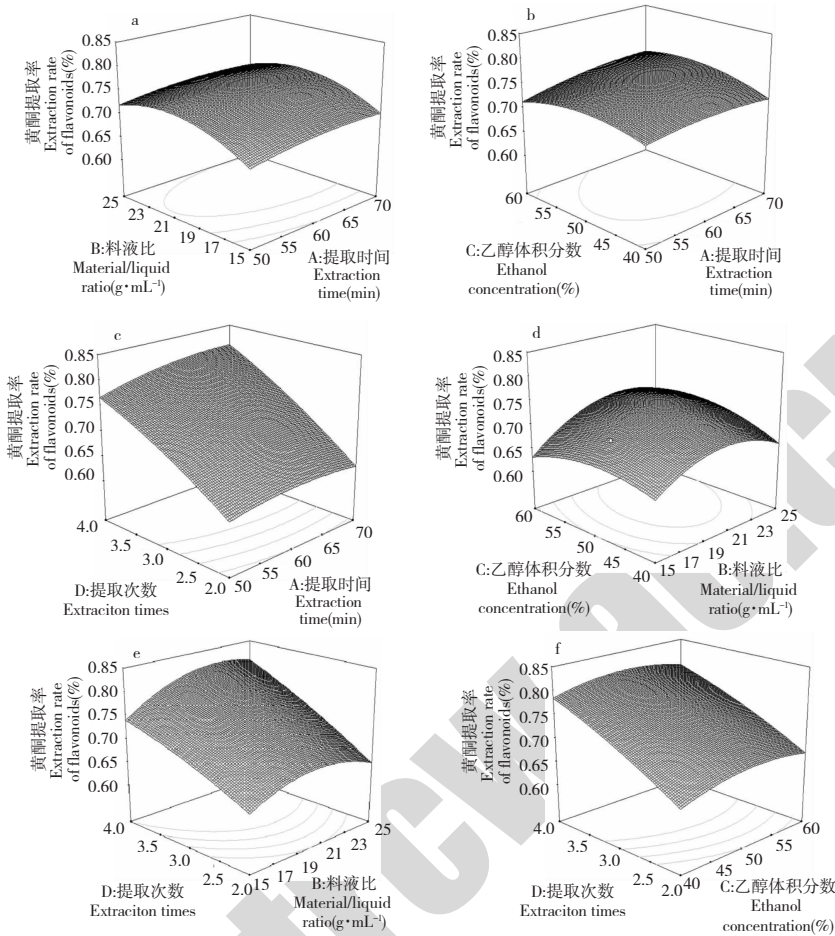 a
0.85
0.80
0.75
0.70
0.65
0.60
黄酮提取率
Extraction rate
of flavonoids(%)
25
23
21
19
17
15
50
55
60
65
70
B:料液比
Material/liquid
ratio(g·mL⁻¹)
A:提取时间
Extraction
time(min)
b
0.85
0.80
0.75
0.70
0.65
0.60
黄酮提取率
Extraction rate
of flavonoids(%)
60
55
50
45
40
50
55
60
65
70
C:乙醇体积分数
Ethanol
concentration(%)
A:提取时间
Extraction
time(min)
c
0.85
0.80
0.75
0.70
0.65
0.60
黄酮提取率
Extraction rate
of flavonoids(%)
4.0
3.5
3.0
2.5
2.0
50
55
60
65
70
D:提取次数
Extraciton times
A:提取时间
Extraction
time(min)
d
0.85
0.80
0.75
0.70
0.65
0.60
黄酮提取率
Extraction rate
of flavonoids(%)
60
55
50
45
40
15
17
19
21
23
25
C:乙醇体积分数
Ethanol
concentration(%)
B:料液比
Material/liquid
ratio(g·mL⁻¹)
e
0.85
0.80
0.75
0.70
0.65
0.60
黄酮提取率
Extraction rate
of flavonoids(%)
4.0
3.5
3.0
2.5
2.0
15
17
19
21
23
25
D:提取次数
Extraciton times
B:料液比
Material/liquid
ratio(g·mL⁻¹)
f
0.85
0.80
0.75
0.70
0.65
0.60
黄酮提取率
Extraction rate
of flavonoids(%)
4.0
3.5
3.0
2.5
2.0
40
45
50
55
60
D:提取次数
Extraciton times
C:乙醇体积分数
Ethanol
concentration(%)